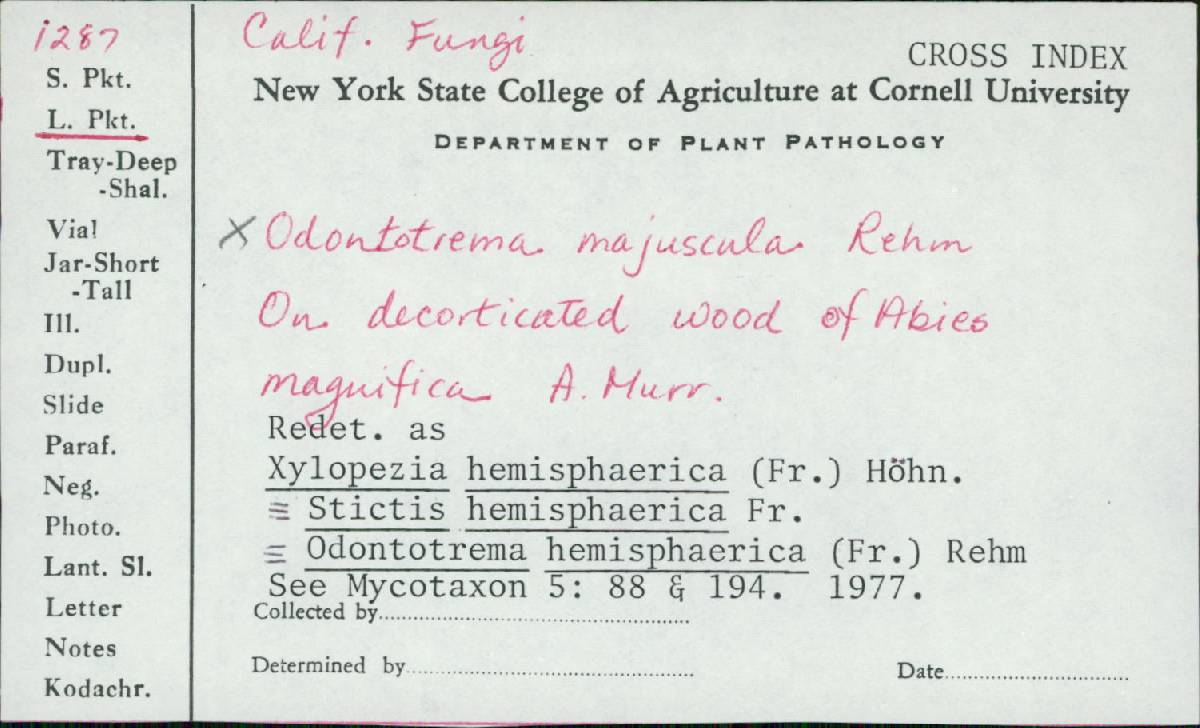 1287
S. Pkt.
L. Pkt.
Tray-Deep
-Shal.
Vial
Jar-Short
-Tall
Ill.
Dupl.
Slide
Paraf.
Neg.
Photo.
Lant. Sl.
Letter
Notes
Kodachr.
Calif. Fungi
CROSS INDEX
New York State College of Agriculture at Cornell University
DEPARTMENT OF PLANT PATHOLOGY
X Odontotrema majuscula Rehm
On decorticated wood of Abies
magnifica A. Murr.
Redet. as
Xylopezia hemisphaerica (Fr.) Höhn.
≡ Stictis hemisphaerica Fr.
≡ Odontotrema hemisphaerica (Fr.) Rehm
See Mycotaxon 5: 88 & 194. 1977.
Collected by
Determined by Date